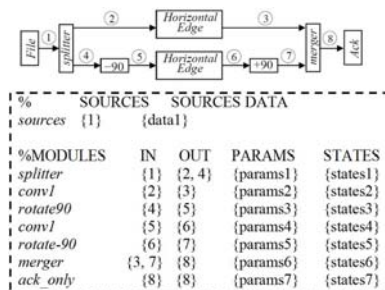 ② Horizontal Edge ③
① File splitter merger ⑧ Ack
④ −90 ⑤ Horizontal Edge ⑥ +90 ⑦
% SOURCES SOURCES DATA
sources {1} {data1}
%MODULES IN OUT PARAMS STATES
splitter {1} {2, 4} {params1} {states1}
conv1 {2} {3} {params2} {states2}
rotate90 {4} {5} {params3} {states3}
conv1 {5} {6} {params4} {states4}
rotate-90 {6} {7} {params5} {states5}
merger {3, 7} {8} {params6} {states6}
ack_only {8} {8} {params7} {states7}